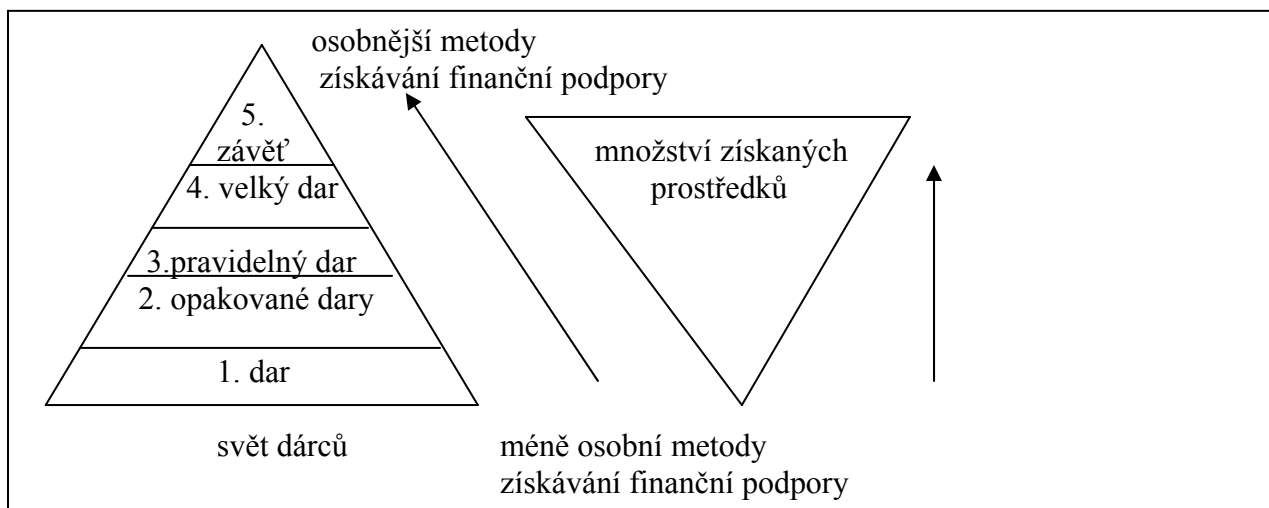 osobnější metody
získávání finanční podpory
5.
závěť
4. velký dar
3.pravidelný dar
2. opakované dary
1. dar
svět dárců
množství získaných
prostředků
méně osobní metody
získávání finanční podpory